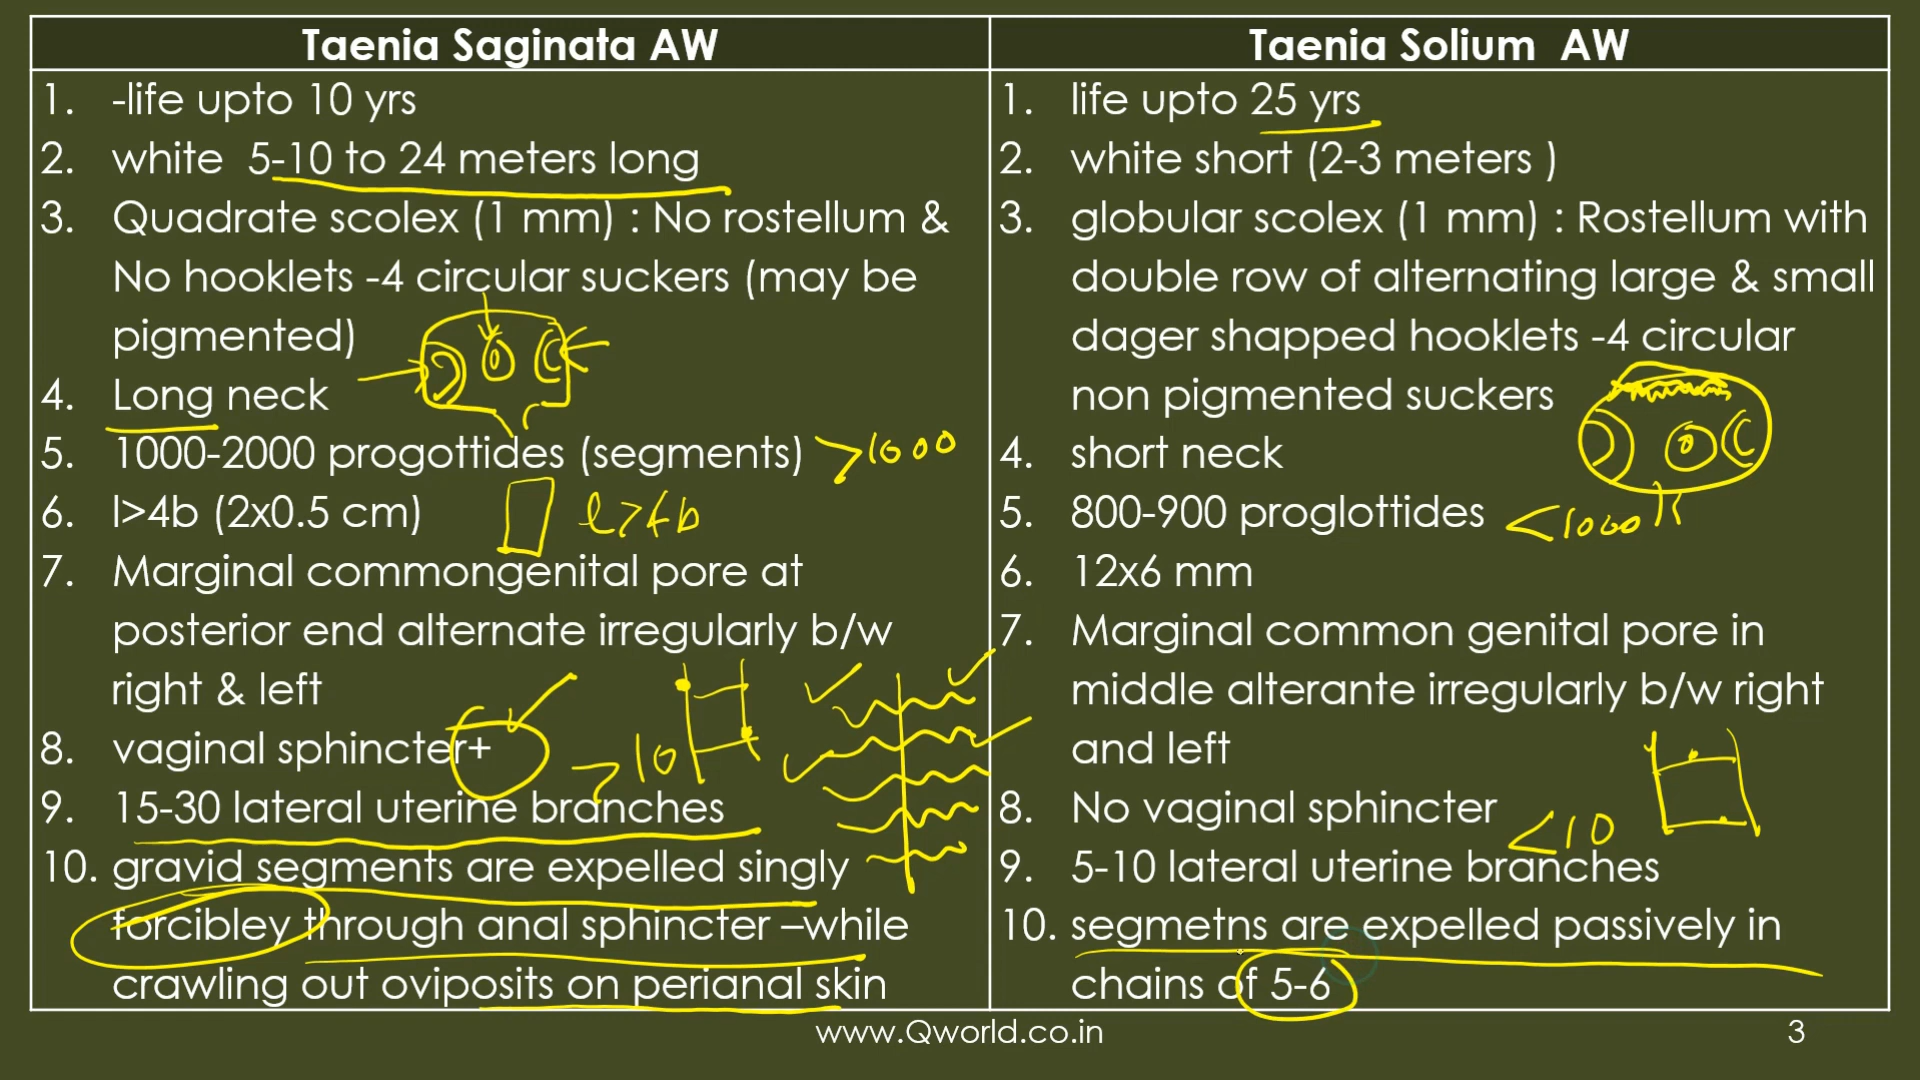 Taenia Saginata AW
1. -life upto 10 yrs
2. white 5-10 to 24 meters long
3. Quadrate scolex (1 mm) : No rostellum &
No hooklets -4 circular suckers (may be
pigmented)
4. Long neck
5. 1000-2000 progottides (segments) >1000
6. l>4b (2x0.5 cm) l>4b
7. Marginal commongenital pore at
posterior end alternate irregularly b/w
right & left
8. vaginal sphincter+ >10
9. 15-30 lateral uterine branches
10. gravid segments are expelled singly
forcibley through anal sphincter –while
crawling out oviposits on perianal skin
Taenia Solium AW
1. life upto 25 yrs
2. white short (2-3 meters )
3. globular scolex (1 mm) : Rostellum with
double row of alternating large & small
dager shapped hooklets -4 circular
non pigmented suckers
4. short neck
5. 800-900 proglottides <1000
6. 12x6 mm
7. Marginal common genital pore in
middle alterante irregularly b/w right
and left
8. No vaginal sphincter <10
9. 5-10 lateral uterine branches
10. segmetns are expelled passively in
chains of 5-6
www.Qworld.co.in
3